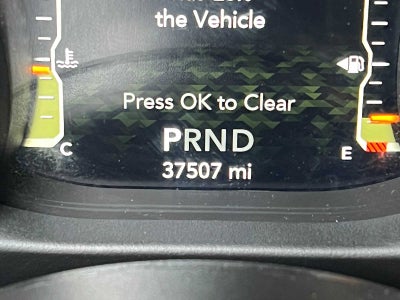 the Vehicle
Press OK to Clear
PRND
C
E
37507 mi